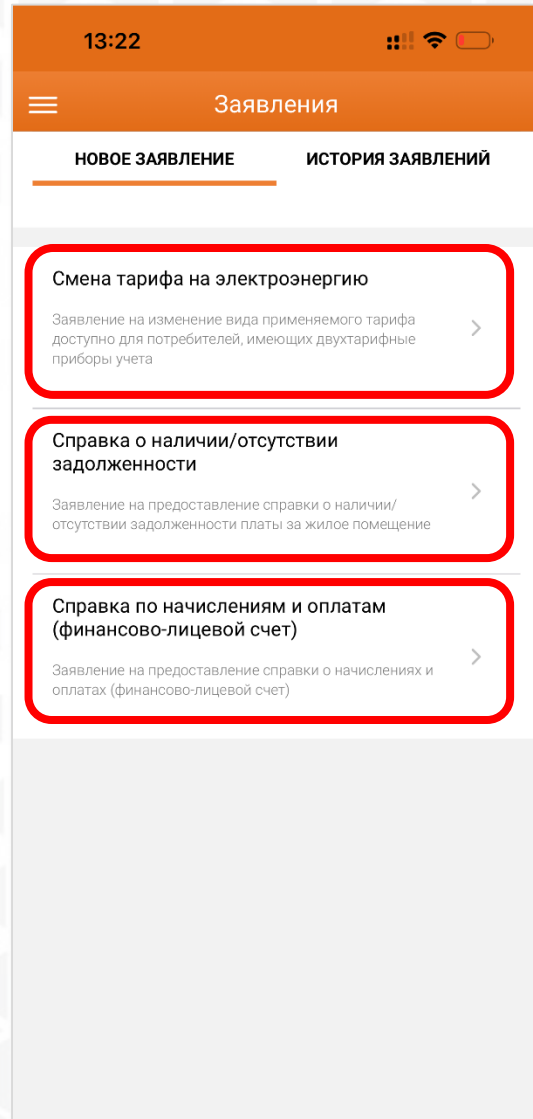 13:22
Заявления
НОВОЕ ЗАЯВЛЕНИЕ
ИСТОРИЯ ЗАЯВЛЕНИЙ
Смена тарифа на электроэнергию
Заявление на изменение вида применяемого тарифа
доступно для потребителей, имеющих двухтарифные
приборы учета
Справка о наличии/отсутствии
задолженности
Заявление на предоставление справки о наличии/
отсутствии задолженности платы за жилое помещение
Справка по начислениям и оплатам
(финансово-лицевой счет)
Заявление на предоставление справки о начислениях и
оплатах (финансово-лицевой счет)